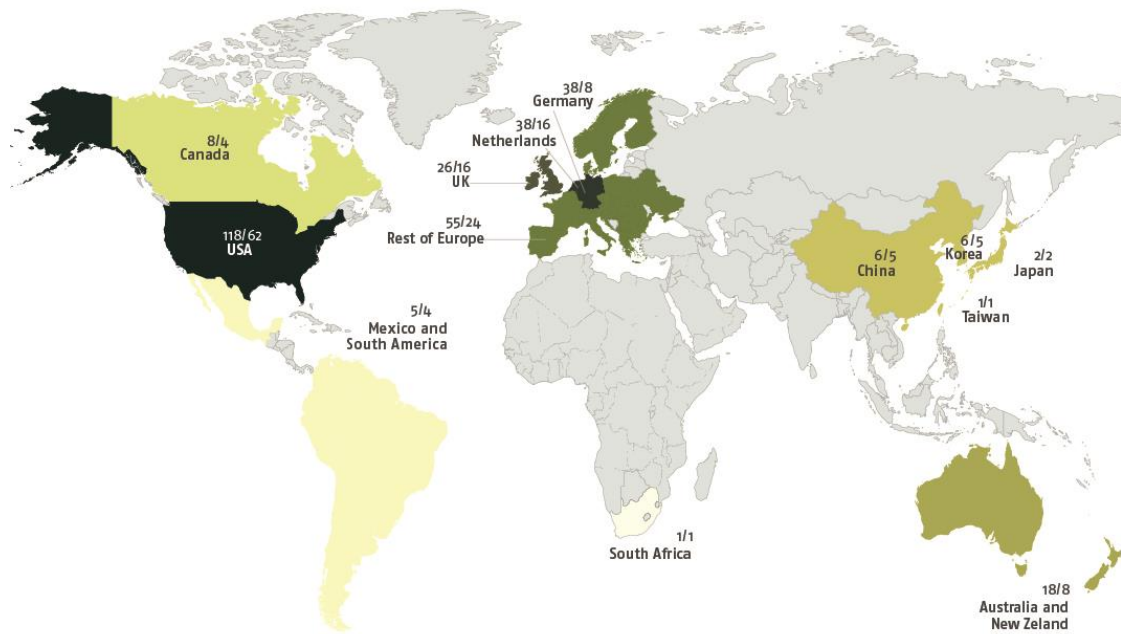 38/8
Germany
38/16
Netherlands
8/4
Canada
26/16
UK
55/24
Rest of Europe
118/62
USA
6/5
China
6/5
Korea
2/2
Japan
1/1
Taiwan
5/4
Mexico and
South America
1/1
South Africa
18/8
Australia and
New Zeland